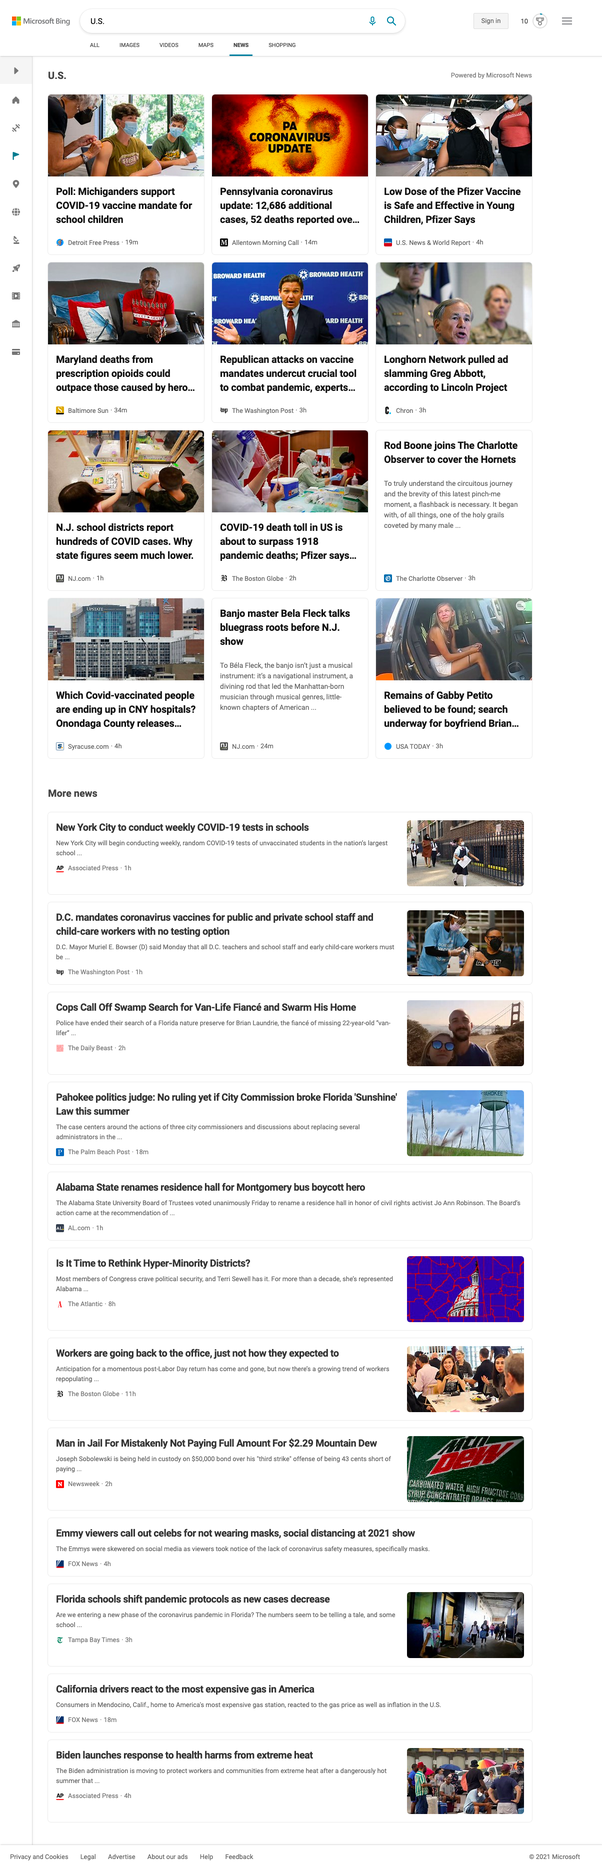 Microsoft Bing
U.S.
Sign in
10
ALL
IMAGES
VIDEOS
MAPS
NEWS
SHOPPING
U.S.
Powered by Microsoft News
PA
CORONAVIRUS
UPDATE
Poll: Michiganders support
COVID-19 vaccine mandate for
school children
Detroit Free Press · 19m
Pennsylvania coronavirus
update: 12,686 additional
cases, 52 deaths reported ove...
Allentown Morning Call · 14m
Low Dose of the Pfizer Vaccine
is Safe and Effective in Young
Children, Pfizer Says
U.S. News & World Report · 4h
BROWARD HEALTH
BROWARD HEALTH
Maryland deaths from
prescription opioids could
outpace those caused by hero...
Baltimore Sun · 34m
Republican attacks on vaccine
mandates undercut crucial tool
to combat pandemic, experts...
The Washington Post · 3h
Longhorn Network pulled ad
slamming Greg Abbott,
according to Lincoln Project
Chron · 3h
N.J. school districts report
hundreds of COVID cases. Why
state figures seem much lower.
NJ.com · 1h
COVID-19 death toll in US is
about to surpass 1918
pandemic deaths; Pfizer says...
The Boston Globe · 2h
Rod Boone joins The Charlotte
Observer to cover the Hornets
To truly understand the circuitous journey
and the brevity of this latest pinch-me
moment, a flashback is necessary. It began
with, of all things, one of the holy grails
coveted by many male ...
The Charlotte Observer · 3h
UPSTATE
Which Covid-vaccinated people
are ending up in CNY hospitals?
Onondaga County releases...
Syracuse.com · 4h
Banjo master Bela Fleck talks
bluegrass roots before N.J.
show
To Béla Fleck, the banjo isn't just a musical
instrument: it's a navigational instrument, a
divining rod that led the Manhattan-born
musician through musical genres, little-
known chapters of American ...
NJ.com · 24m
Remains of Gabby Petito
believed to be found; search
underway for boyfriend Brian...
USA TODAY · 3h
More news
New York City to conduct weekly COVID-19 tests in schools
New York City will begin conducting weekly, random COVID-19 tests of unvaccinated students in the nation's largest
school ...
AP Associated Press · 1h
D.C. mandates coronavirus vaccines for public and private school staff and
child-care workers with no testing option
D.C. Mayor Muriel E. Bowser (D) said Monday that all D.C. teachers and school staff and early child-care workers must
be ...
wp The Washington Post · 1h
Cops Call Off Swamp Search for Van-Life Fiancé and Swarm His Home
Police have ended their search of a Florida nature preserve for Brian Laundrie, the fiancé of missing 22-year-old "van-
lifer" ...
The Daily Beast · 2h
Pahokee politics judge: No ruling yet if City Commission broke Florida 'Sunshine'
Law this summer
The case centers around the actions of three city commissioners and discussions about replacing several
administrators in the ...
The Palm Beach Post · 18m
Alabama State renames residence hall for Montgomery bus boycott hero
The Alabama State University Board of Trustees voted unanimously Friday to rename a residence hall in honor of civil rights activist Jo Ann Robinson. The Board's
action came at the recommendation of ...
AL.com · 1h
Is It Time to Rethink Hyper-Minority Districts?
Most members of Congress crave political security, and Terri Sewell has it. For more than a decade, she's represented
Alabama ...
The Atlantic · 8h
Workers are going back to the office, just not how they expected to
Anticipation for a momentous post-Labor Day return has come and gone, but now there's a growing trend of workers
repopulating ...
The Boston Globe · 11h
Man in Jail For Mistakenly Not Paying Full Amount For $2.29 Mountain Dew
Joseph Sobolewski is being held in custody on $50,000 bond over his "third strike" offense of being 43 cents short of
paying ...
Newsweek · 2h
DEW
CARBONATED WATER, HIGH FRUCTOSE CORN
SYRUP, CONCENTRATED ORANGE
Emmy viewers call out celebs for not wearing masks, social distancing at 2021 show
The Emmys were skewered on social media as viewers took notice of the lack of coronavirus safety measures, specifically masks.
FOX News · 4h
Florida schools shift pandemic protocols as new cases decrease
Are we entering a new phase of the coronavirus pandemic in Florida? The numbers seem to be telling a tale, and some
school ...
Tampa Bay Times · 3h
California drivers react to the most expensive gas in America
Consumers in Mendocino, Calif., home to America's most expensive gas station, reacted to the gas price as well as inflation in the U.S.
FOX News · 18m
Biden launches response to health harms from extreme heat
The Biden administration is moving to protect workers and communities from extreme heat after a dangerously hot
summer that ...
AP Associated Press · 4h
Privacy and Cookies
Legal
Advertise
About our ads
Help
Feedback
© 2021 Microsoft